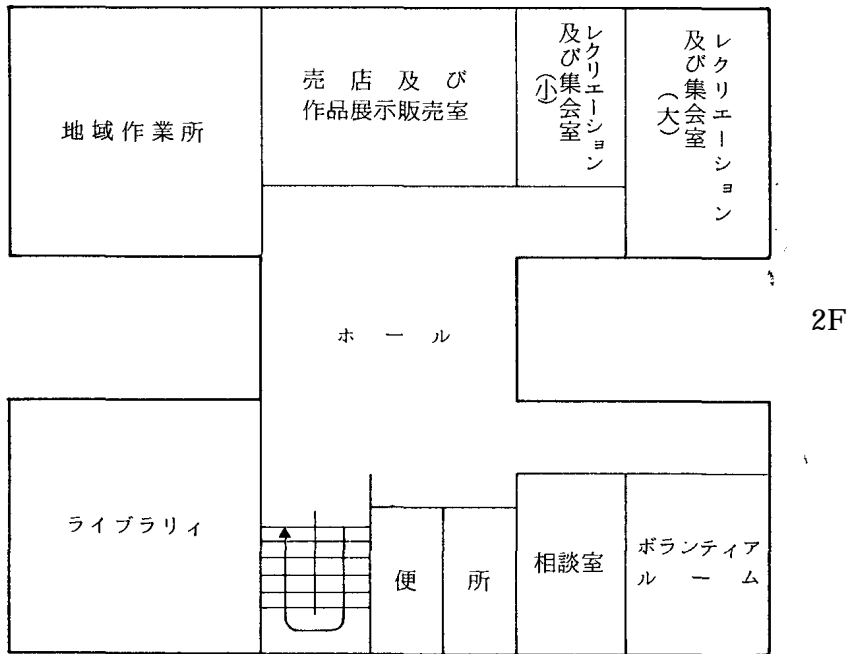 地域作業所
売店及び
作品展示販売室
レクリエーション
及び集会室
(小)
レクリエーション
及び集会室
(大)
ホール
2F
ライブラリィ
便所
相談室
ボランティア
ルーム